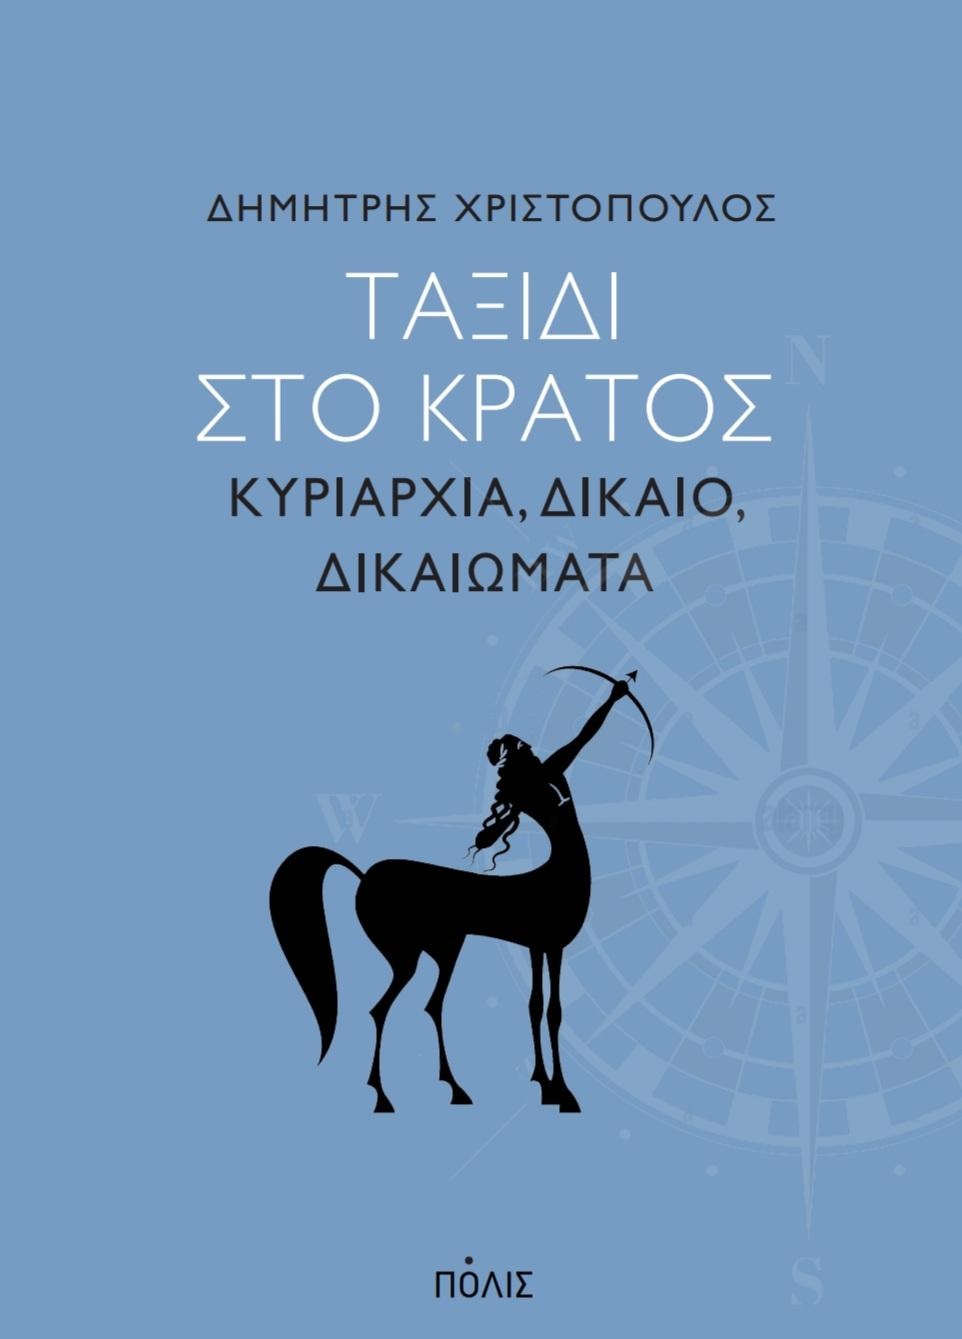 ΔΗΜΗΤΡΗΣ ΧΡΙΣΤΟΠΟΥΛΟΣ
ΤΑΞΙΔΙ
ΣΤΟ ΚΡΑΤΟΣ
ΚΥΡΙΑΡΧΙΑ, ΔΙΚΑΙΟ,
ΔΙΚΑΙΩΜΑΤΑ
N
W
S
ΠΟΛΙΣ